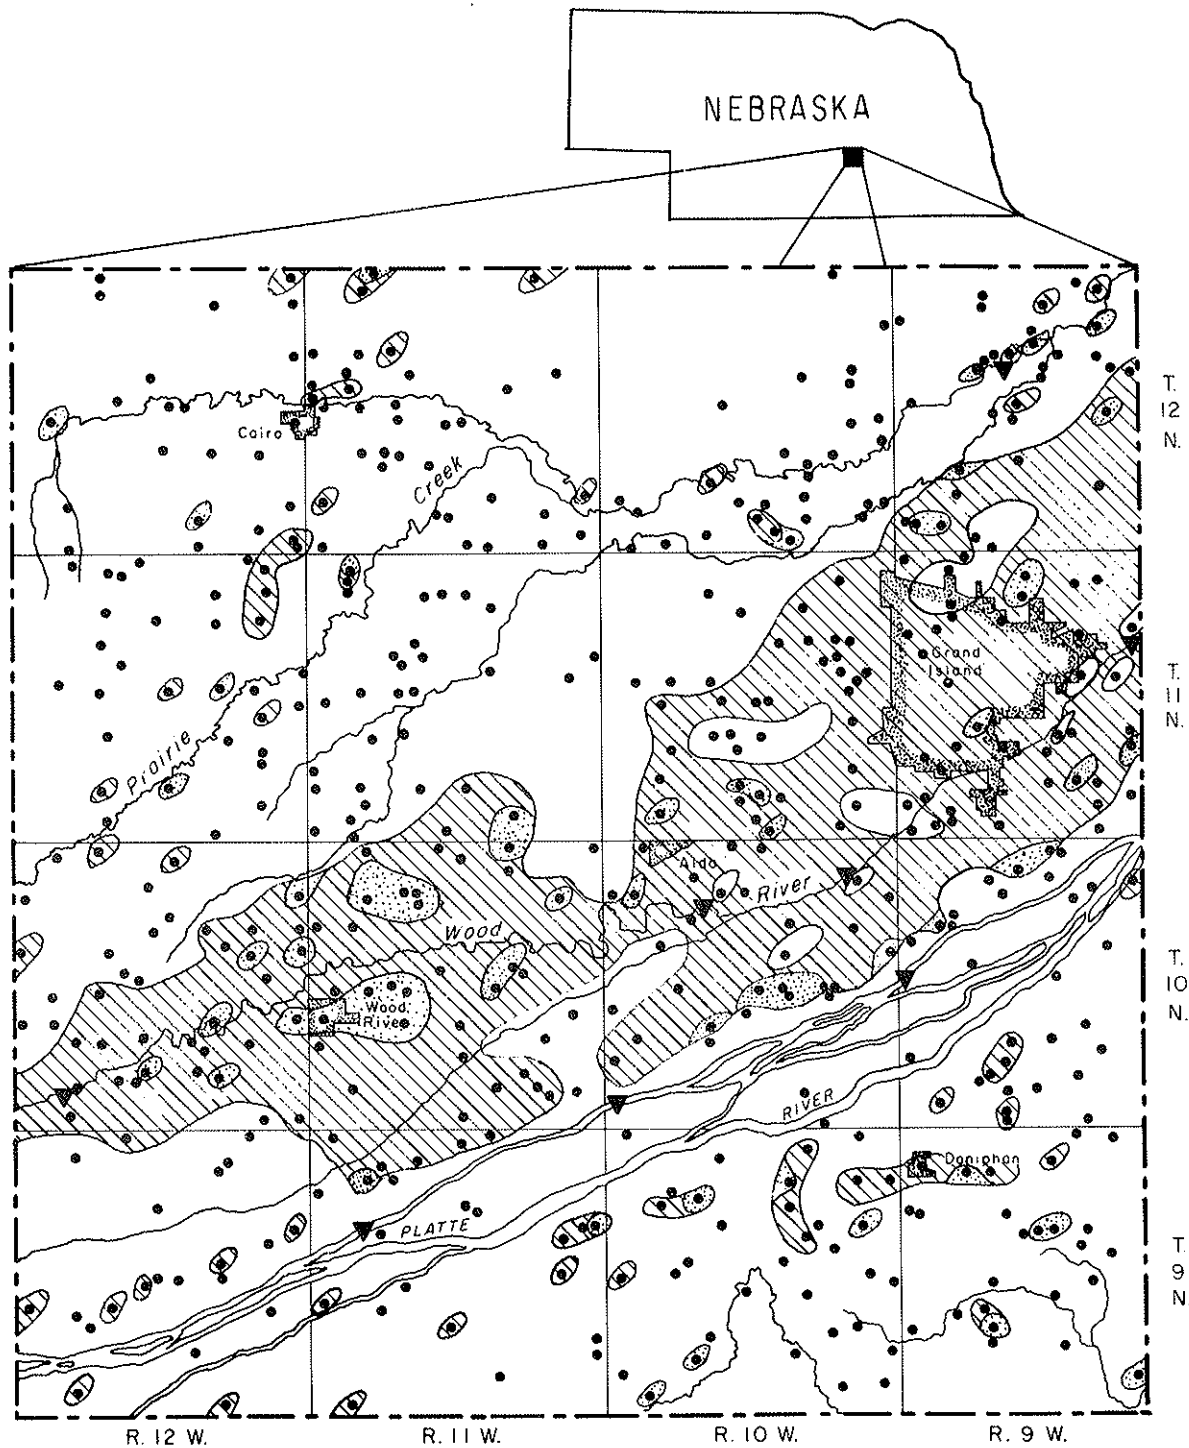 NEBRASKA
T.
12
N.
Cairo
Creek
Grand
Island
T.
11
N.
Prairie
Alda
River
Wood
T.
10
N.
Wood
River
RIVER
Doniphan
PLATTE
T.
9
N
R. 12 W.
R. 11 W.
R. 10 W.
R. 9 W.